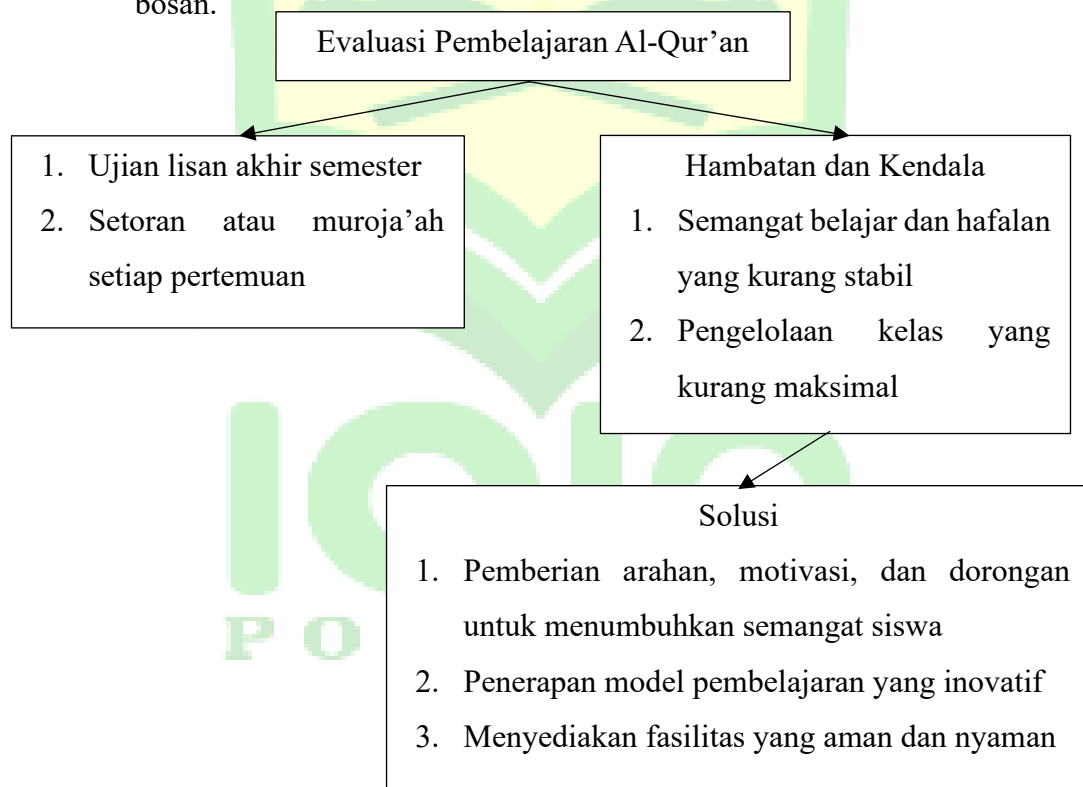 bosan.
Evaluasi Pembelajaran Al-Qur’an
1. Ujian lisan akhir semester
2. Setoran atau muroja’ah
setiap pertemuan
Hambatan dan Kendala
1. Semangat belajar dan hafalan
yang kurang stabil
2. Pengelolaan kelas yang
kurang maksimal
Solusi
1. Pemberian arahan, motivasi, dan dorongan
untuk menumbuhkan semangat siswa
2. Penerapan model pembelajaran yang inovatif
3. Menyediakan fasilitas yang aman dan nyaman
P O